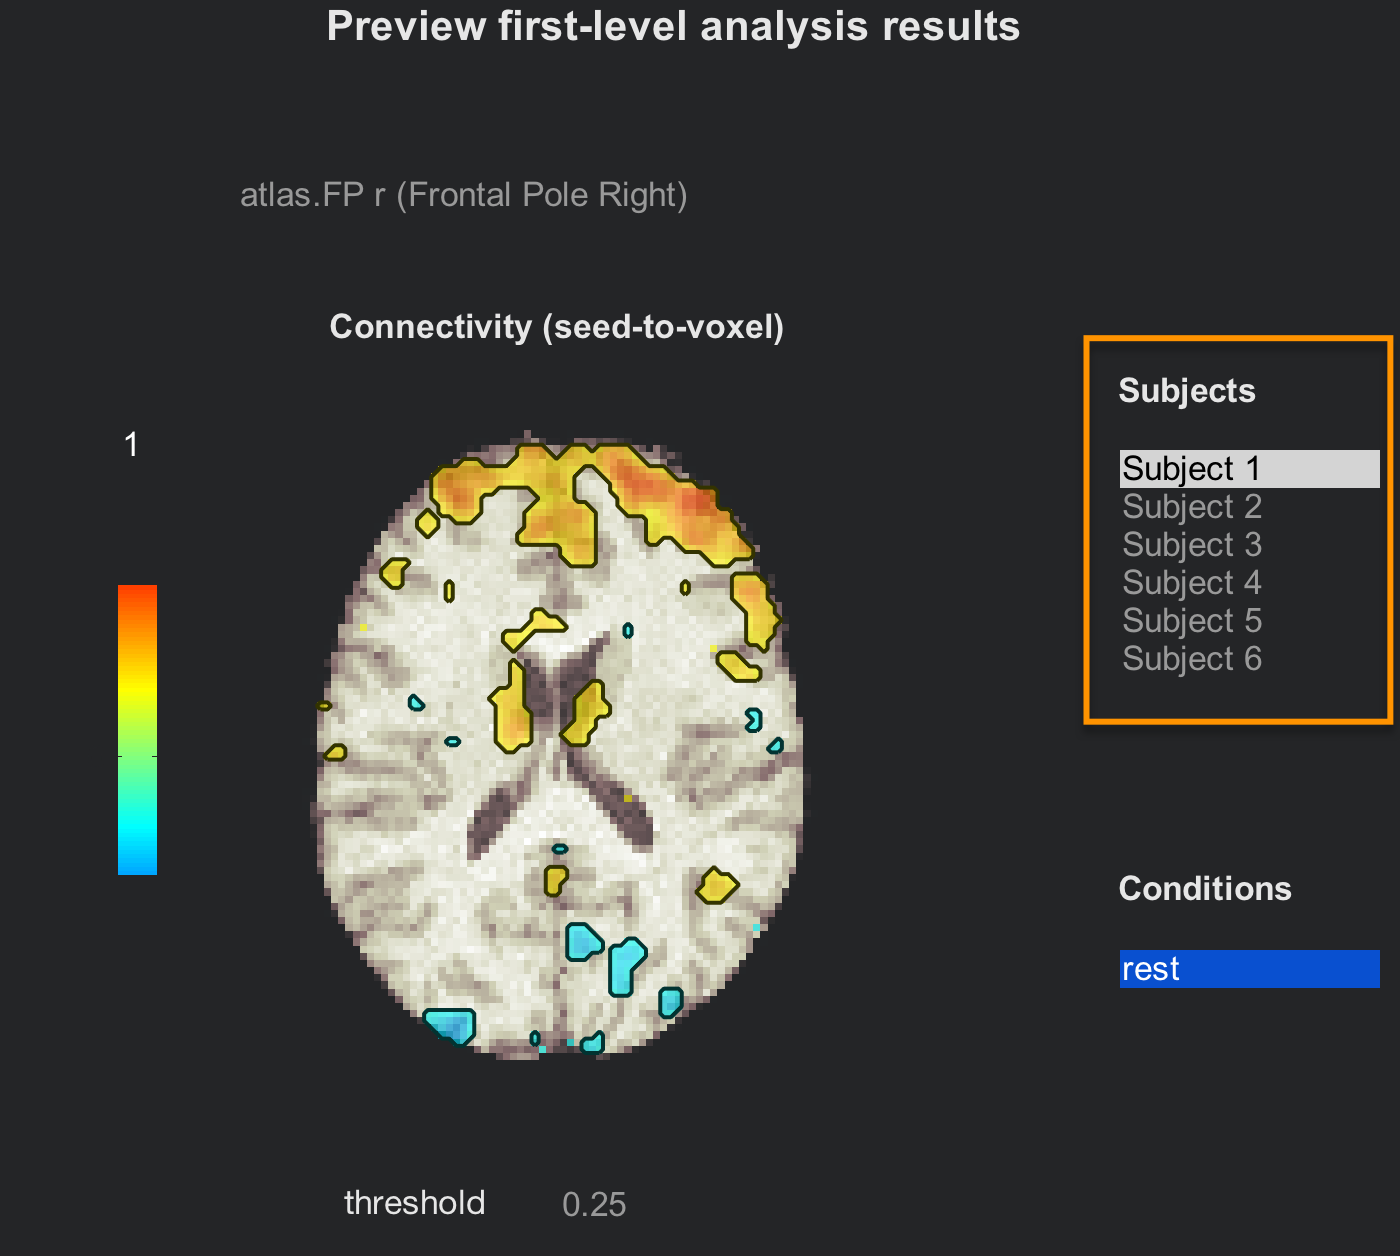 Preview first-level analysis results
atlas.FP r (Frontal Pole Right)
Connectivity (seed-to-voxel)
1
Subjects
Subject 1
Subject 2
Subject 3
Subject 4
Subject 5
Subject 6
Conditions
rest
threshold 0.25